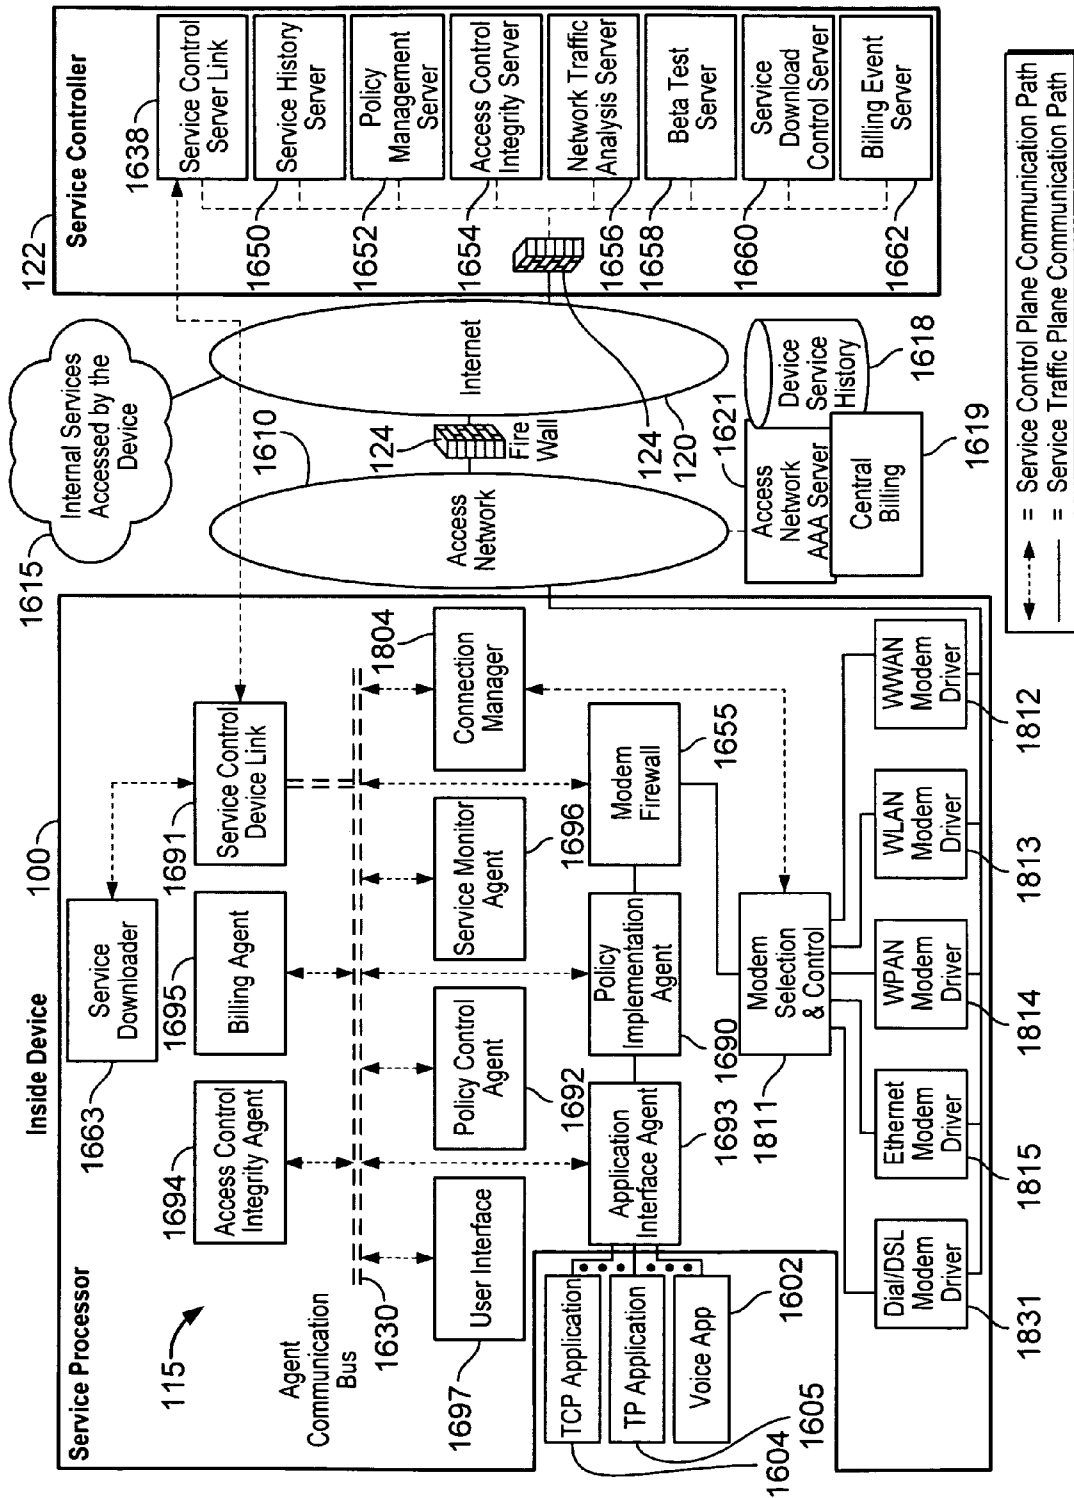 Service Processor
Inside Device
100
115
1663
Service
Downloader
1694
Access Control
Integrity Agent
1695
Billing Agent
1691
Service Control
Device Link
Agent
Communication
Bus
1630
1697
User Interface
Policy Control
Agent
1692
Service Monitor
Agent
1696
Connection
Manager
1804
TCP Application
TP Application
Voice App
1604
1605
1602
Application
Interface Agent
1693
Policy
Implementation
Agent
1690
Modem
Firewall
1655
Modem
Selection
& Control
1811
Dial/DSL
Modem
Driver
1831
Ethernet
Modem
Driver
1815
WPAN
Modem
Driver
1814
WLAN
Modem
Driver
1813
WWAN
Modem
Driver
1812
1615
Internal Services
Accessed by the
Device
1610
Access
Network
124
Fire
Wall
Internet
120
124
1621
Access
Network
AAA Server
Central
Billing
1619
Device
Service
History
1618
122
Service Controller
1638
Service Control
Server Link
1650
Service History
Server
1652
Policy
Management
Server
1654
Access Control
Integrity Server
1656
Network Traffic
Analysis Server
1658
Beta Test
Server
1660
Service
Download
Control Server
1662
Billing Event
Server
= Service Control Plane Communication Path
= Service Traffic Plane Communication Path